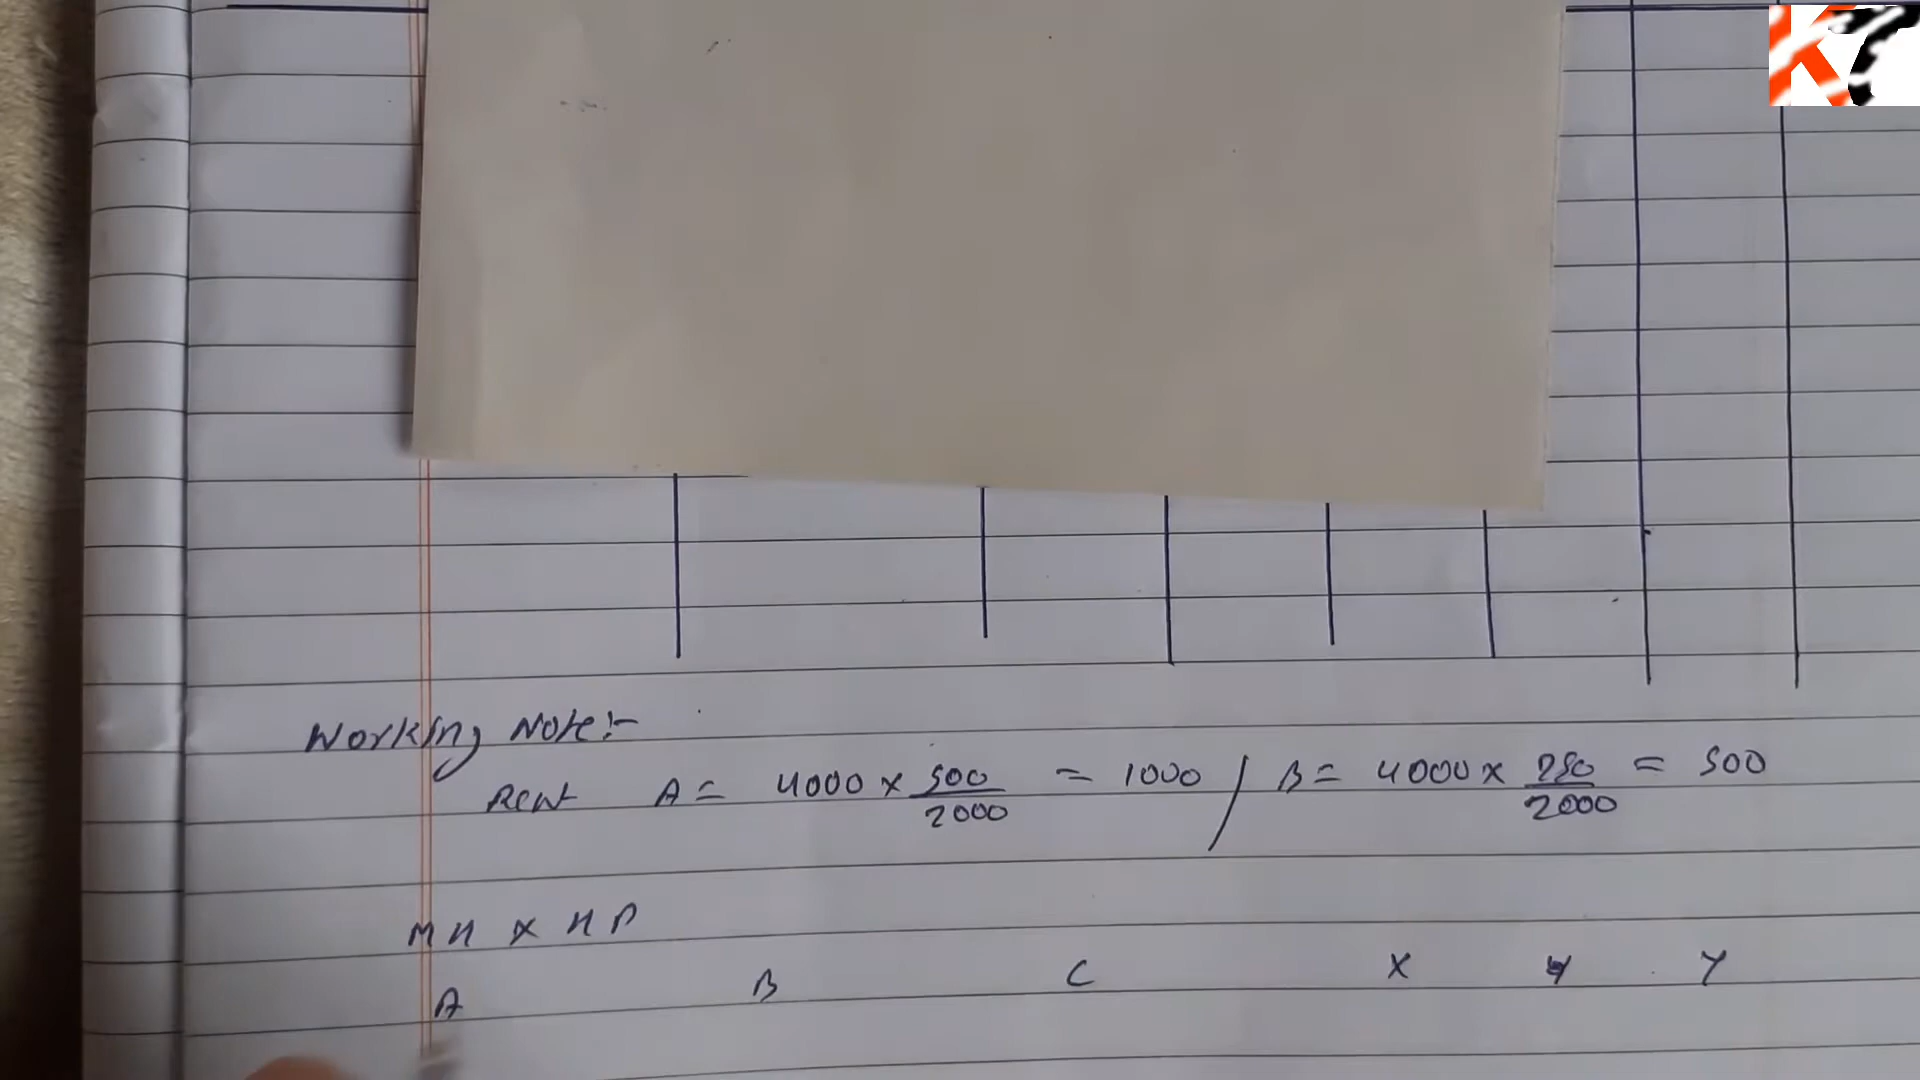 Working Note:-
Rent A = 4000 × 500/2000 = 1000 / B = 4000 × 250/2000 = 500
MH × HP
A B C X Y